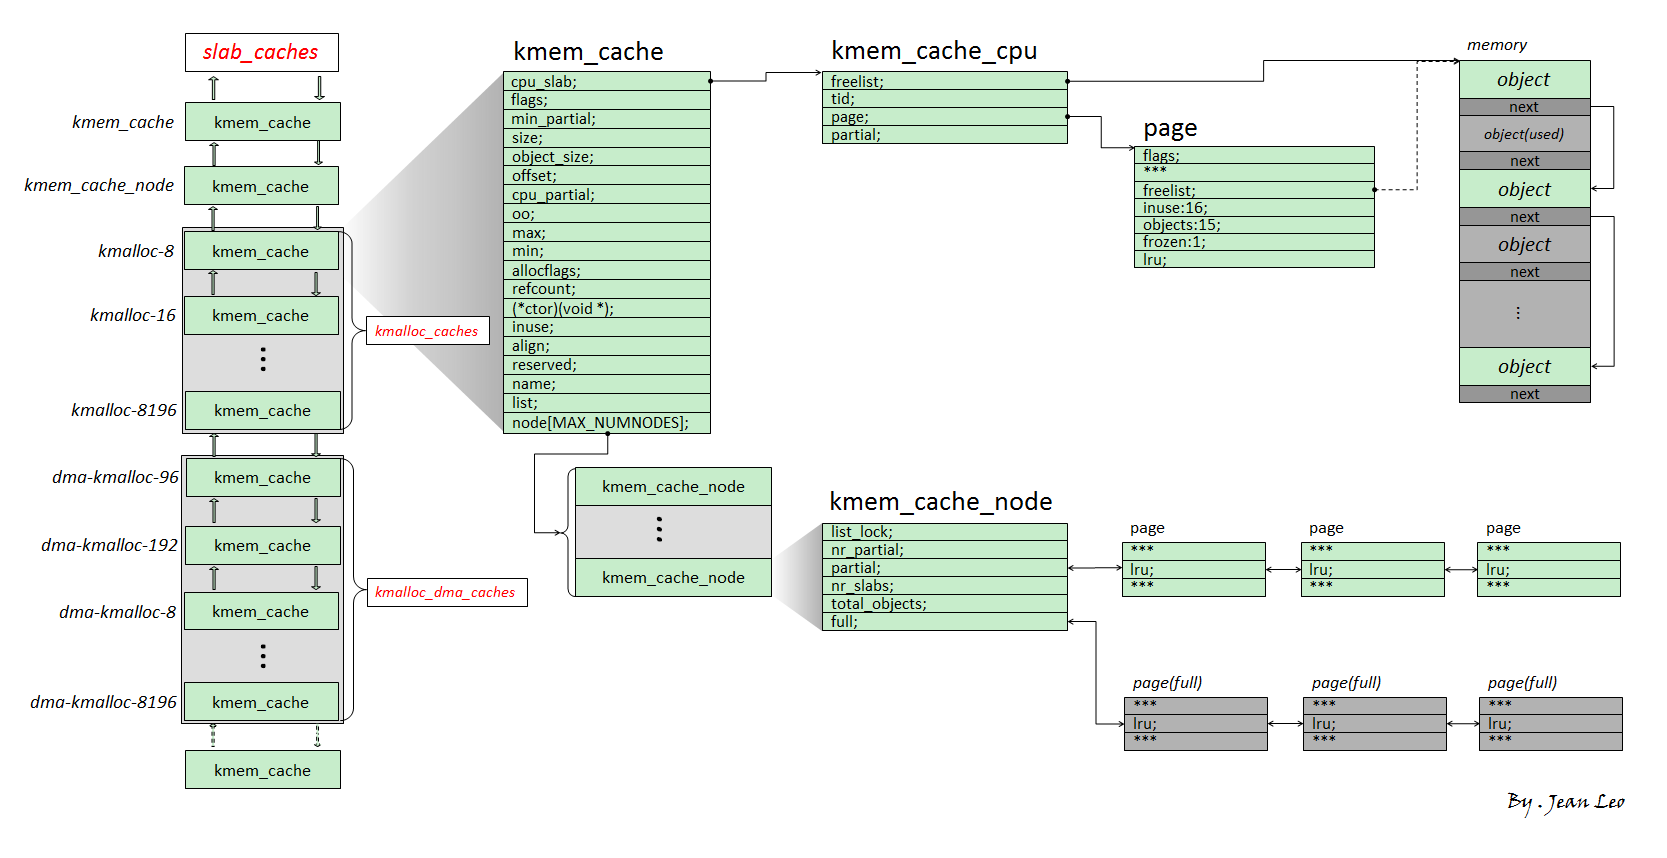 slab_caches
kmem_cache
kmem_cache
kmem_cache_node
kmem_cache
kmalloc-8
kmem_cache
kmalloc-16
kmem_cache
kmalloc_caches
kmalloc-8196
kmem_cache
dma-kmalloc-96
kmem_cache
dma-kmalloc-192
kmem_cache
kmalloc_dma_caches
dma-kmalloc-8
kmem_cache
dma-kmalloc-8196
kmem_cache
kmem_cache
kmem_cache
cpu_slab;
flags;
min_partial;
size;
object_size;
offset;
cpu_partial;
oo;
max;
min;
allocflags;
refcount;
(*ctor)(void *);
inuse;
align;
reserved;
name;
list;
node[MAX_NUMNODES];
kmem_cache_cpu
freelist;
tid;
page;
partial;
page
flags;
***
freelist;
inuse:16;
objects:15;
frozen:1;
lru;
memory
object
next
object(used)
next
object
next
object
next
object
next
kmem_cache_node
kmem_cache_node
kmem_cache_node
list_lock;
nr_partial;
partial;
nr_slabs;
total_objects;
full;
page
***
lru;
***
page
***
lru;
***
page
***
lru;
***
page(full)
***
lru;
***
page(full)
***
lru;
***
page(full)
***
lru;
***
By . Jean Leo